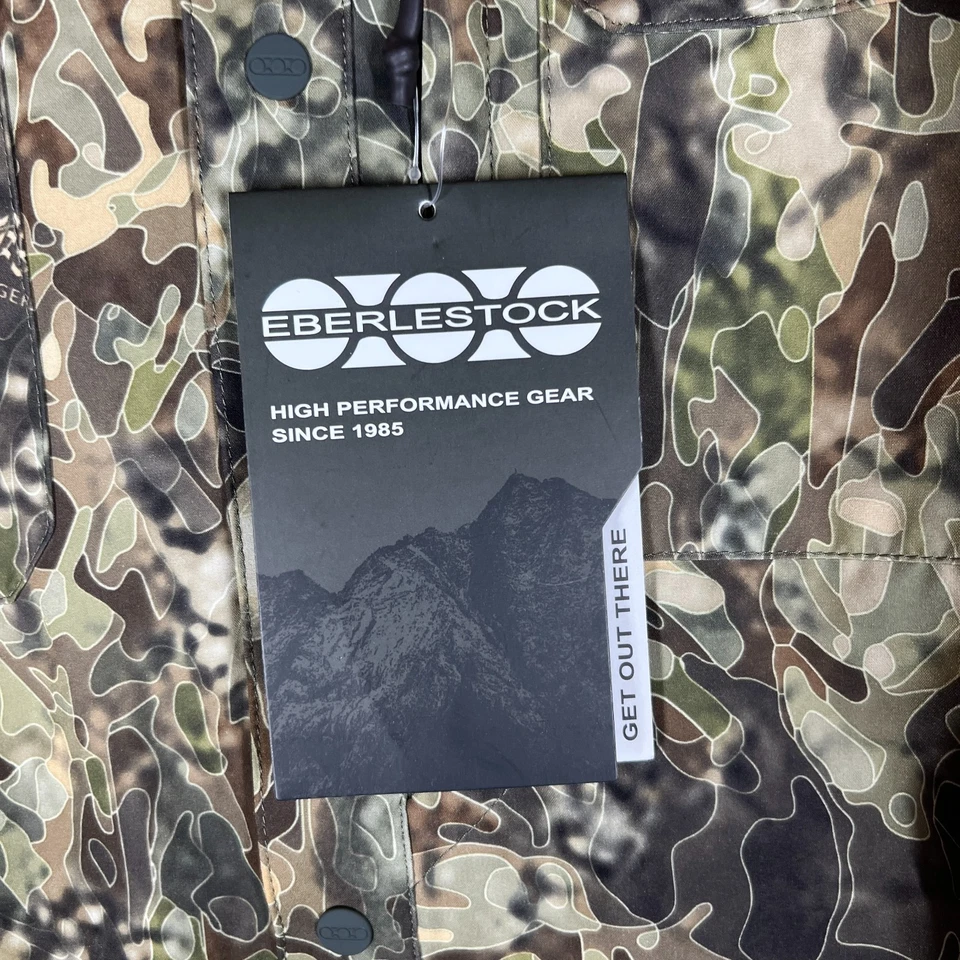 EBERLESTOCK
HIGH PERFORMANCE GEAR
SINCE 1985
GET OUT THERE